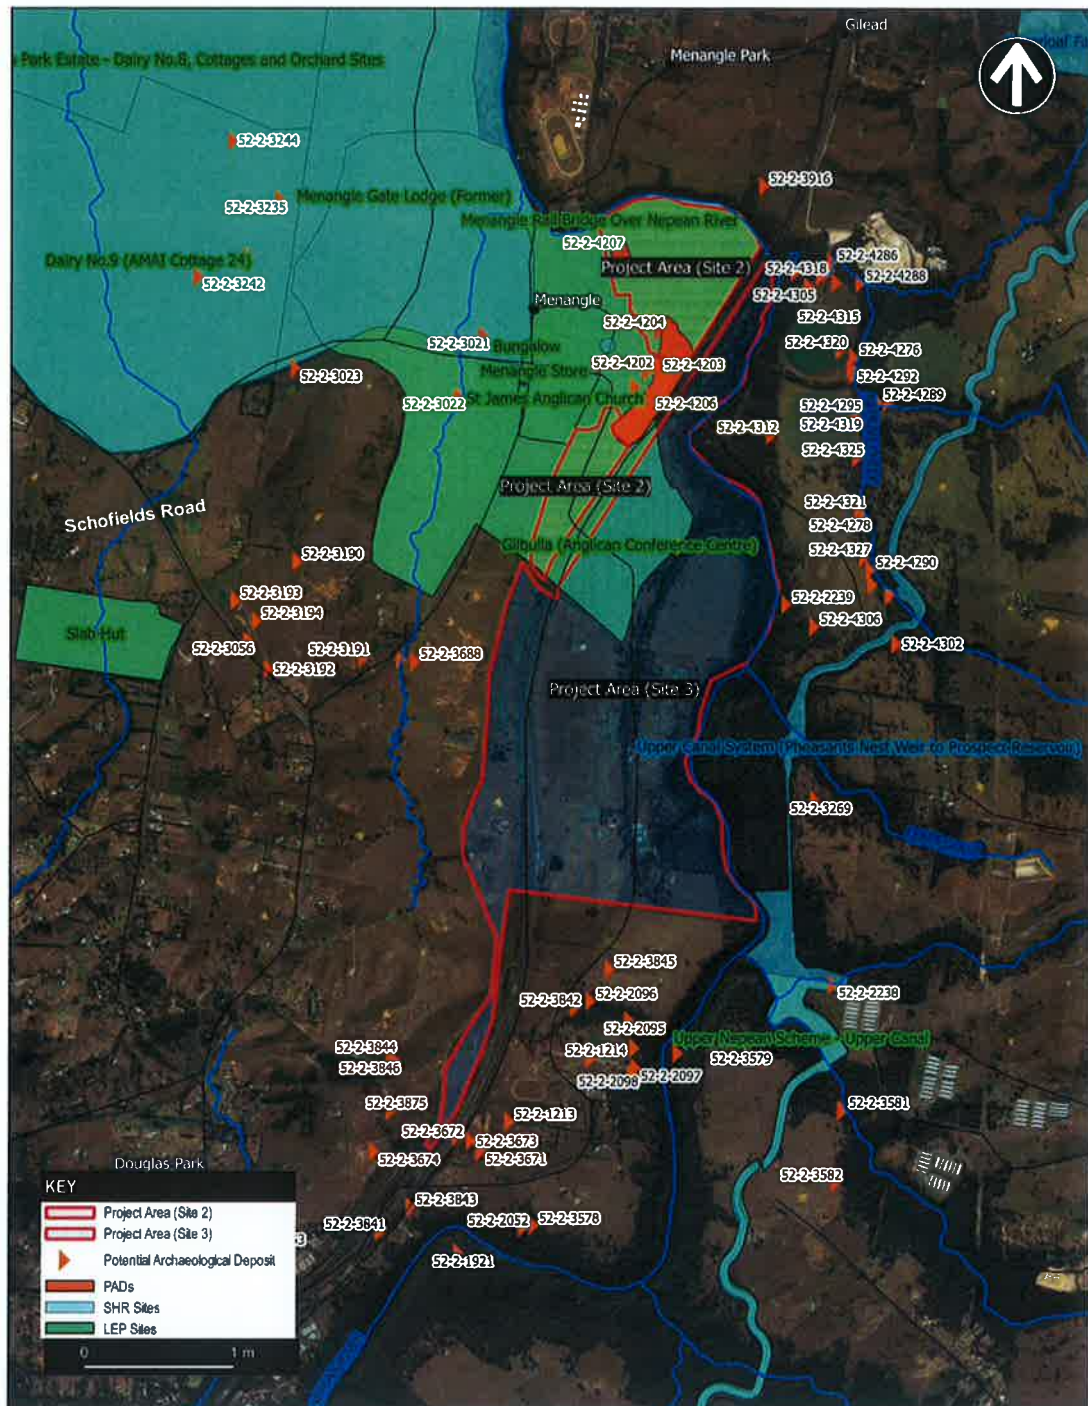 Gilead
Menangle Park
Park Estate - Dairy No.8, Cottages and Orchard Sites
52-2-3244
52-2-3916
52-2-3235
Menangle Gate Lodge (Former)
Menangle Rail Bridge Over Nepean River
52-2-4207
Dairy No.9 (AMAI Cottage 24)
52-2-3242
Project Area (Site 2)
52-2-4286
52-2-4318
52-2-4288
52-2-4305
Menangle
52-2-4315
52-2-4204
52-2-3021
Bungalow
52-2-4320
52-2-4276
52-2-4202
52-2-4203
52-2-3023
Menangle Store
52-2-4292
52-2-4289
52-2-3022
St James Anglican Church
52-2-4206
52-2-4295
52-2-4319
52-2-4312
52-2-4325
Project Area (Site 2)
52-2-4321
Schofields Road
52-2-4278
Gilbulla (Anglican Conference Centre)
52-2-4327
52-2-3190
52-2-4290
52-2-3193
52-2-2239
52-2-3194
52-2-4306
Slab Hut
52-2-3056
52-2-3191
52-2-4302
52-2-3192
52-2-3688
Project Area (Site 3)
Upper Canal System (Pheasants Nest Weir to Prospect Reservoir)
52-2-3269
52-2-3845
52-2-2238
52-2-3842
52-2-2096
52-2-2095
Upper Nepean Scheme - Upper Canal
52-2-3844
52-2-1214
52-2-3579
52-2-3846
52-2-2098
52-2-2097
52-2-3875
52-2-3581
52-2-1213
52-2-3672
52-2-3673
52-2-3674
52-2-3671
Douglas Park
52-2-3582
52-2-3843
52-2-3841
52-2-2052
52-2-3578
52-2-1921
KEY
Project Area (Site 2)
Project Area (Site 3)
Potential Archaeological Deposit
PADs
SHR Sites
LEP Sites
0 1 m